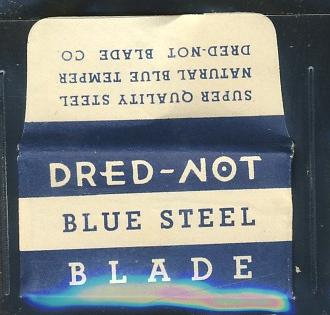 SUPER QUALITY STEEL
NATURAL BLUE TEMPER
DRED-NOT BLADE CO
DRED-NOT
BLUE STEEL
BLADE